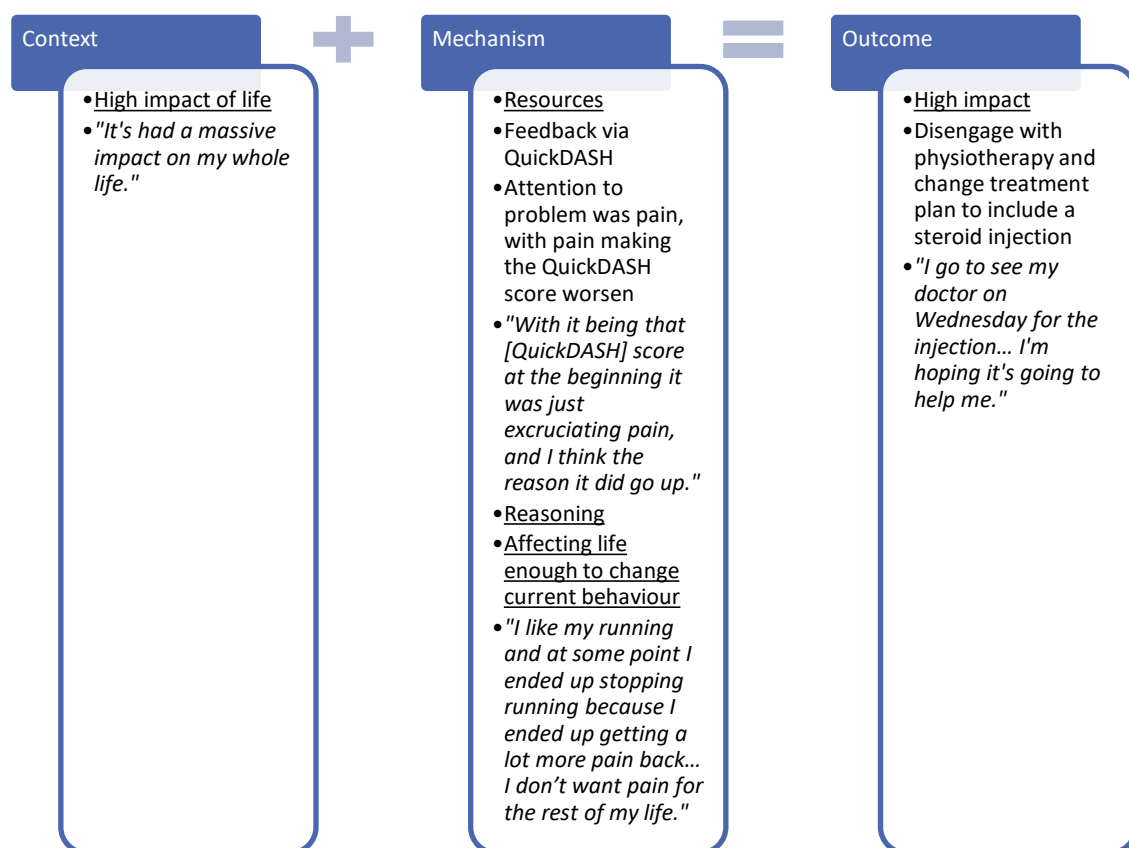 Context
•High impact of life
•"It's had a massive
impact on my whole
life."
Mechanism
•Resources
•Feedback via
QuickDASH
•Attention to
problem was pain,
with pain making
the QuickDASH
score worsen
•"With it being that
[QuickDASH] score
at the beginning it
was just
excruciating pain,
and I think the
reason it did go up."
•Reasoning
•Affecting life
enough to change
current behaviour
•"I like my running
and at some point I
ended up stopping
running because I
ended up getting a
lot more pain back…
I don’t want pain for
the rest of my life."
Outcome
•High impact
•Disengage with
physiotherapy and
change treatment
plan to include a
steroid injection
•"I go to see my
doctor on
Wednesday for the
injection… I'm
hoping it's going to
help me."